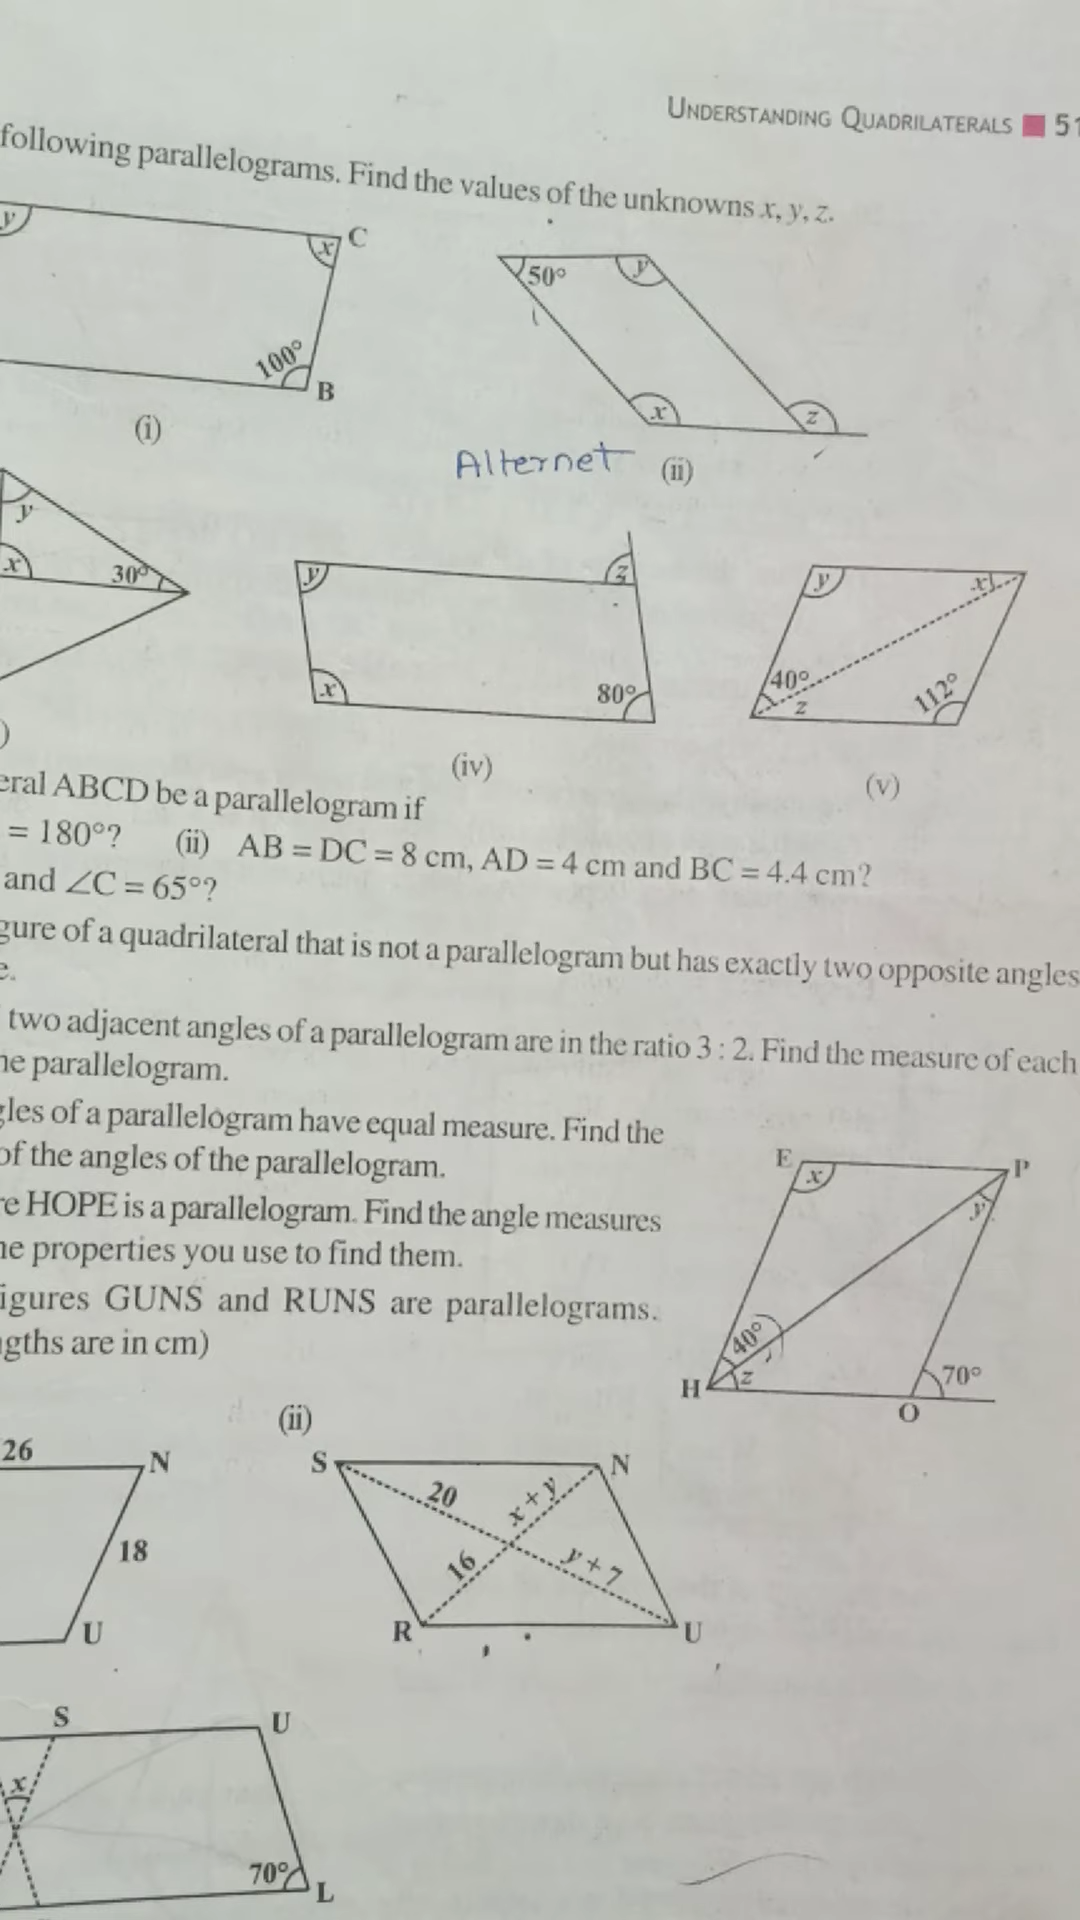 UNDERSTANDING QUADRILATERALS 51
following parallelograms. Find the values of the unknowns x, y, z.
y x C
100° B
(i)
50° y
x z
Alternet (ii)
y
x 30°
y z
x 80°
(iv)
y x
40° z 112°
(v)
)
eral ABCD be a parallelogram if
= 180°? (ii) AB = DC = 8 cm, AD = 4 cm and BC = 4.4 cm?
and ∠C = 65°?
gure of a quadrilateral that is not a parallelogram but has exactly two opposite angles
e.
two adjacent angles of a parallelogram are in the ratio 3 : 2. Find the measure of each
ne parallelogram.
gles of a parallelogram have equal measure. Find the
of the angles of the parallelogram.
re HOPE is a parallelogram. Find the angle measures
ne properties you use to find them.
igures GUNS and RUNS are parallelograms.
ngths are in cm)
E x P
y
40°
H z 70°
O
26 N
18
U
(ii)
S N
20 x + y
16 y + 7
R U
S U
x
70° L